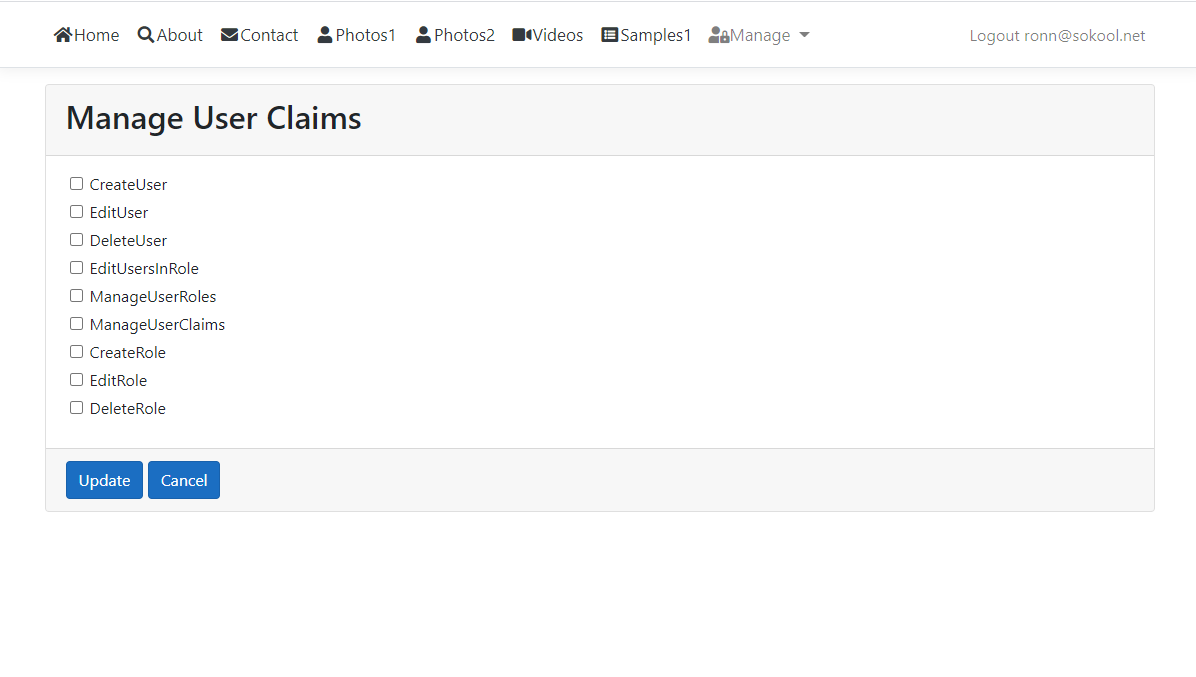 Home About Contact Photos1 Photos2 Videos Samples1 Manage Logout ronn@sokool.net
Manage User Claims
CreateUser
EditUser
DeleteUser
EditUsersInRole
ManageUserRoles
ManageUserClaims
CreateRole
EditRole
DeleteRole
Update Cancel